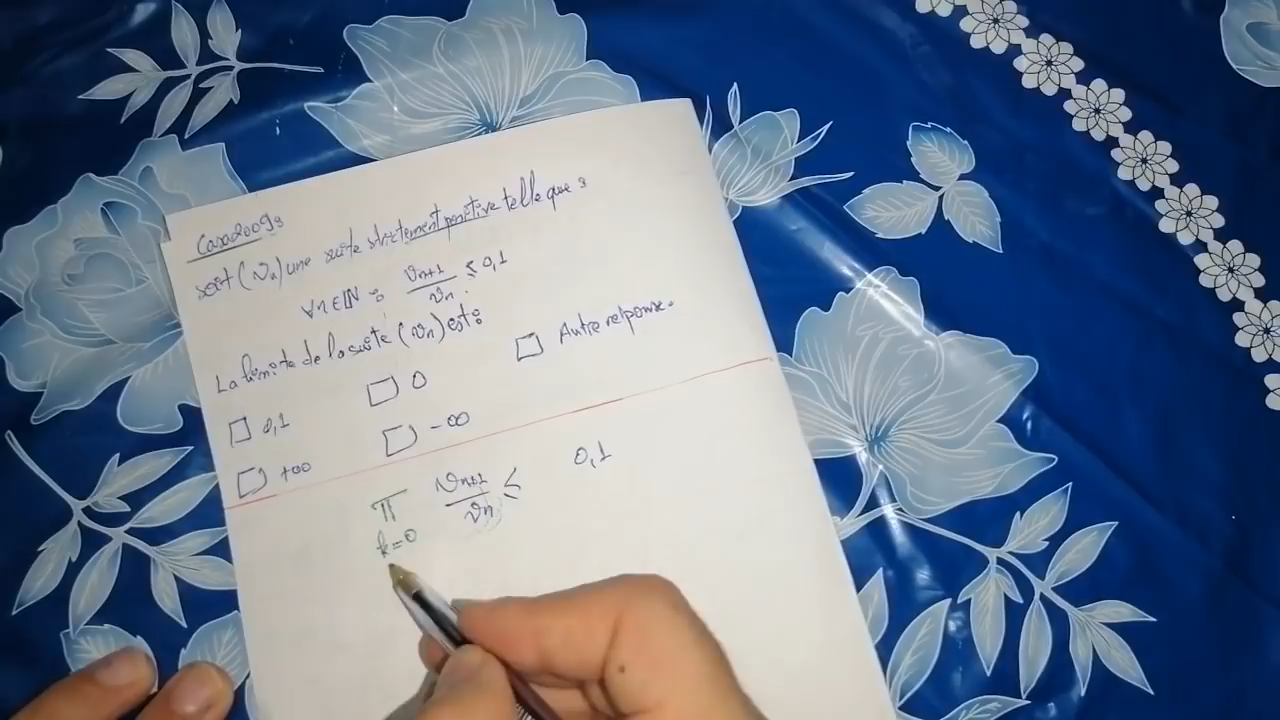 Casa2009:
soit (vₙ) une suite strictement positive telle que :
∀n∈ℕ : vₙ₊₁/vₙ ≤ 0,1
La limite de la suite (vₙ) est :
□ 0,1 □ 0 □ Autre reponse.
□ +∞ □ -∞
π vₙ₊₁/vₙ ≤ 0,1
k=0